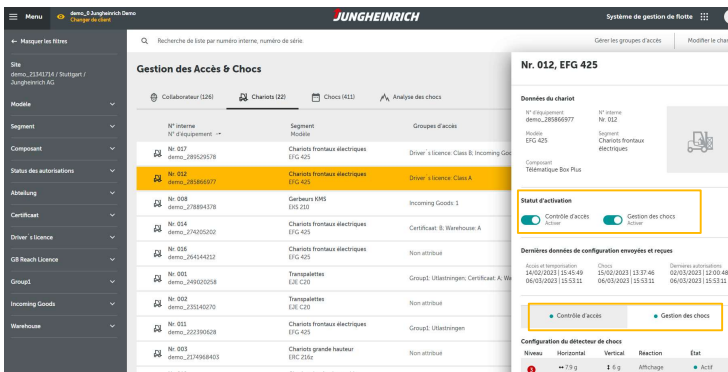 Menu
demo_0 Jungheinrich Demo
Changer de client
JUNGHEINRICH
Système de gestion de flotte
← Masquer les filtres
Recherche de liste par numéro interne, numéro de série.
Gérer les groupes d'accès
Modifier le char
Site
demo_21341714 / Stuttgart /
Jungheinrich AG
Modèle
Segment
Composant
Status des autorisations
Abteilung
Certificaat
Driver´s licence
GB Reach Licence
Group1
Incoming Goods
Warehouse
Gestion des Accès & Chocs
Collaborateur (126)
Chariots (22)
Chocs (411)
Analyse des chocs
N° interne
N° d'équipement →
Segment
Modèle
Groupes d'accès
Nr. 017
demo_289529578
Chariots frontaux électriques
EFG 425
Driver´s licence: Class B; Incoming Goo
Nr. 012
demo_285866977
Chariots frontaux électriques
EFG 425
Driver´s licence: Class A
Nr. 008
demo_278894378
Gerbeurs KMS
EKS 210
Incoming Goods: 1
Nr. 014
demo_274205202
Chariots frontaux électriques
EFG 425
Certificaat: B; Warehouse: A
Nr. 016
demo_264144212
Chariots frontaux électriques
EFG 425
Non attribué
Nr. 001
demo_249020258
Transpalettes
EJE C20
Group1; Utlastningen; Certificaat: A; Wa
Nr. 002
demo_235140270
Transpalettes
EJE C20
Non attribué
Nr. 011
demo_222390628
Chariots frontaux électriques
EFG 425
Group1; Utlastningen
Nr. 003
demo_2174968403
Chariots grande hauteur
ERC 216z
Non attribué
Nr. 012, EFG 425
Données du chariot
N° d'équipement
demo_285866977
N° interne
Nr. 012
Modèle
EFG 425
Segment
Chariots frontaux
électriques
Composant
Télématique Box Plus
Statut d'activation
Contrôle d'accès
Activer
Gestion des chocs
Activer
Dernières données de configuration envoyées et reçues
Accès et temporisation
14/02/2023 | 15:45:49
06/03/2023 | 15:53:11
Chocs
15/02/2023 | 13:37:46
06/03/2023 | 15:53:11
Dernières autorisations
02/03/2023 | 12:00:48
06/03/2023 | 15:53:11
Contrôle d'accès
Gestion des chocs
Configuration du détecteur de chocs
Niveau Horizontal Vertical Réaction État
↔ 7.9 g ↕ 6 g Affichage Actif